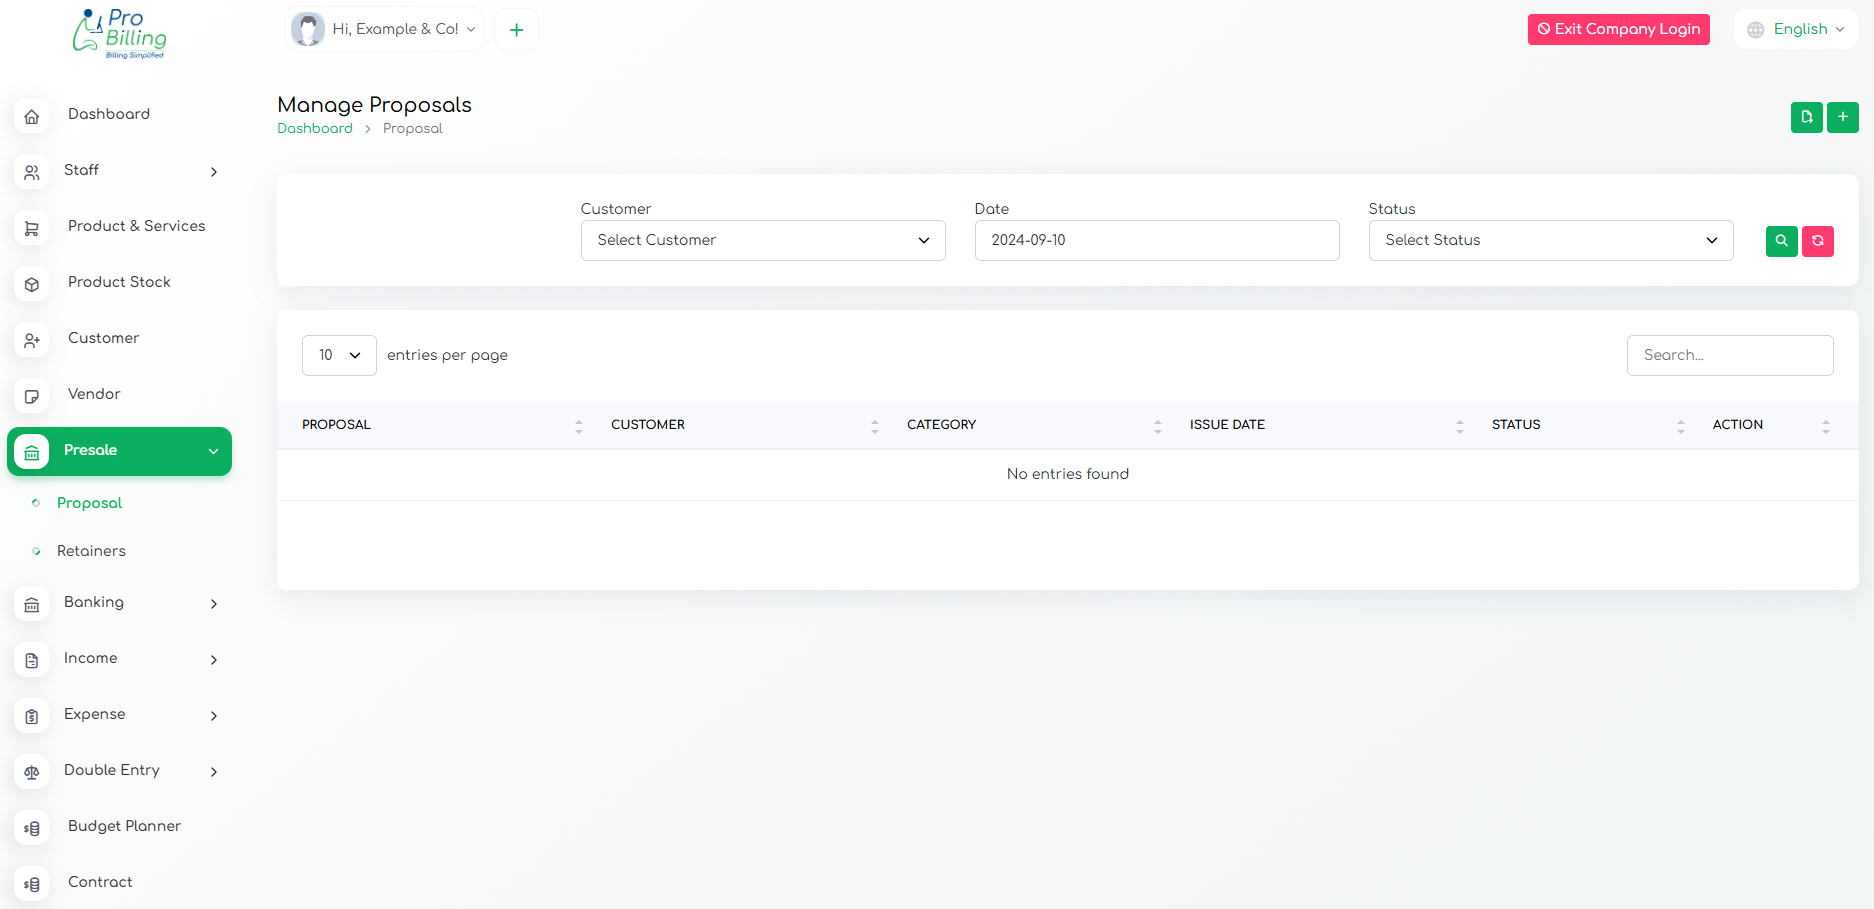 Pro
Billing
Billing Simplified
Hi, Example & Co!
Exit Company Login
English
Dashboard
Staff
Product & Services
Product Stock
Customer
Vendor
Presale
Proposal
Retainers
Banking
Income
Expense
Double Entry
Budget Planner
Contract
Manage Proposals
Dashboard > Proposal
Customer Date Status
Select Customer 2024-09-10 Select Status
10 entries per page Search...
PROPOSAL CUSTOMER CATEGORY ISSUE DATE STATUS ACTION
No entries found